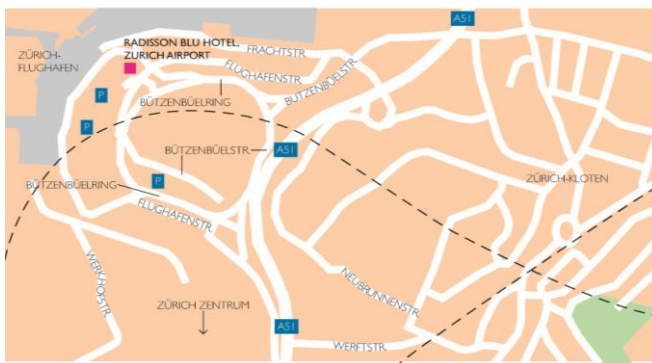 A51
RADISSON BLU HOTEL,
ZURICH AIRPORT
FRACHTSTR.
ZÜRICH-
FLUGHAFEN
FLUGHAFENSTR.
BÜTZENBÜELSTR.
P
BÜTZENBÜELRING
P
BÜTZENBÜELSTR.
A51
P
ZÜRICH-KLOTEN
BÜTZENBÜELRING
FLUGHAFENSTR.
WERKHOFSTR.
NEUBRUNNENSTR.
ZÜRICH ZENTRUM
A51
WERFTSTR.